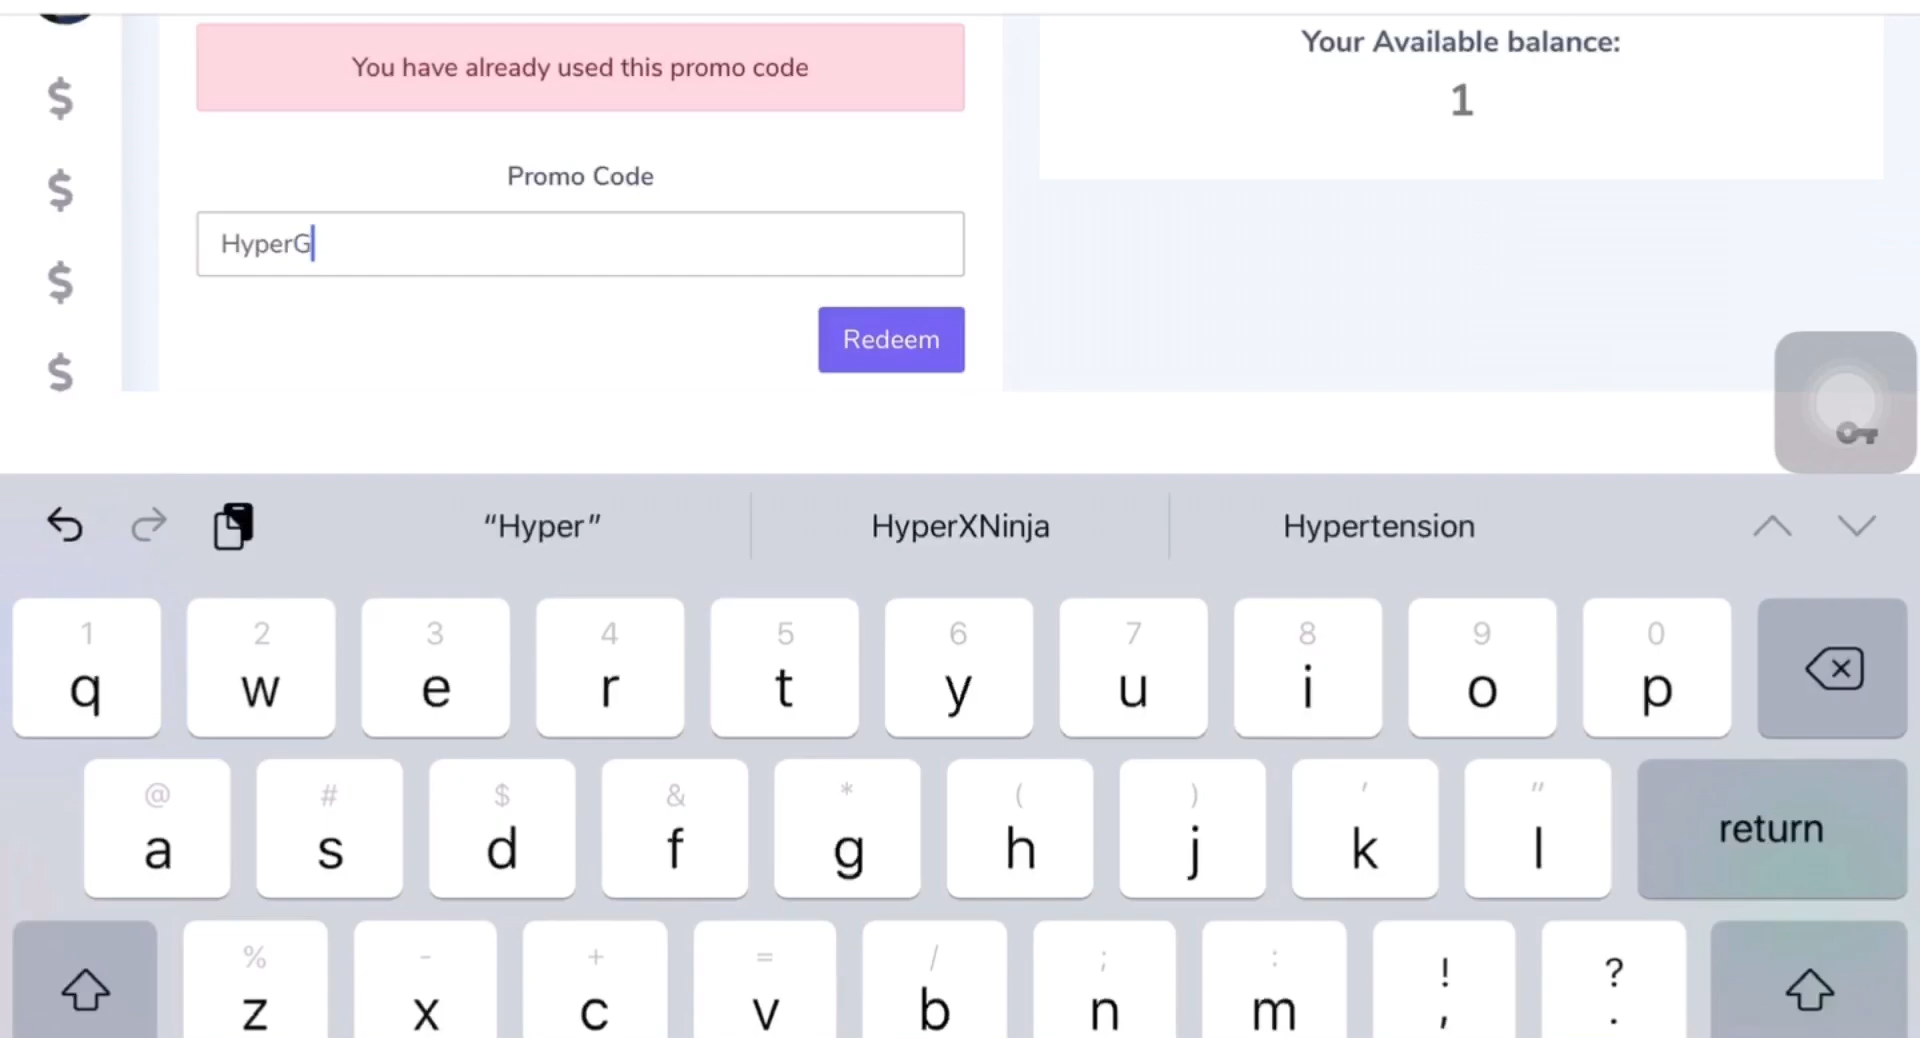 $
$
$
$
You have already used this promo code
Promo Code
HyperG
Redeem
Your Available balance:
1
“Hyper” HyperXNinja Hypertension
1 2 3 4 5 6 7 8 9 0
q w e r t y u i o p
@ # $ & * ( ) ' "
a s d f g h j k l return
% - + = / ; : ! ?
z x c v b n m , .